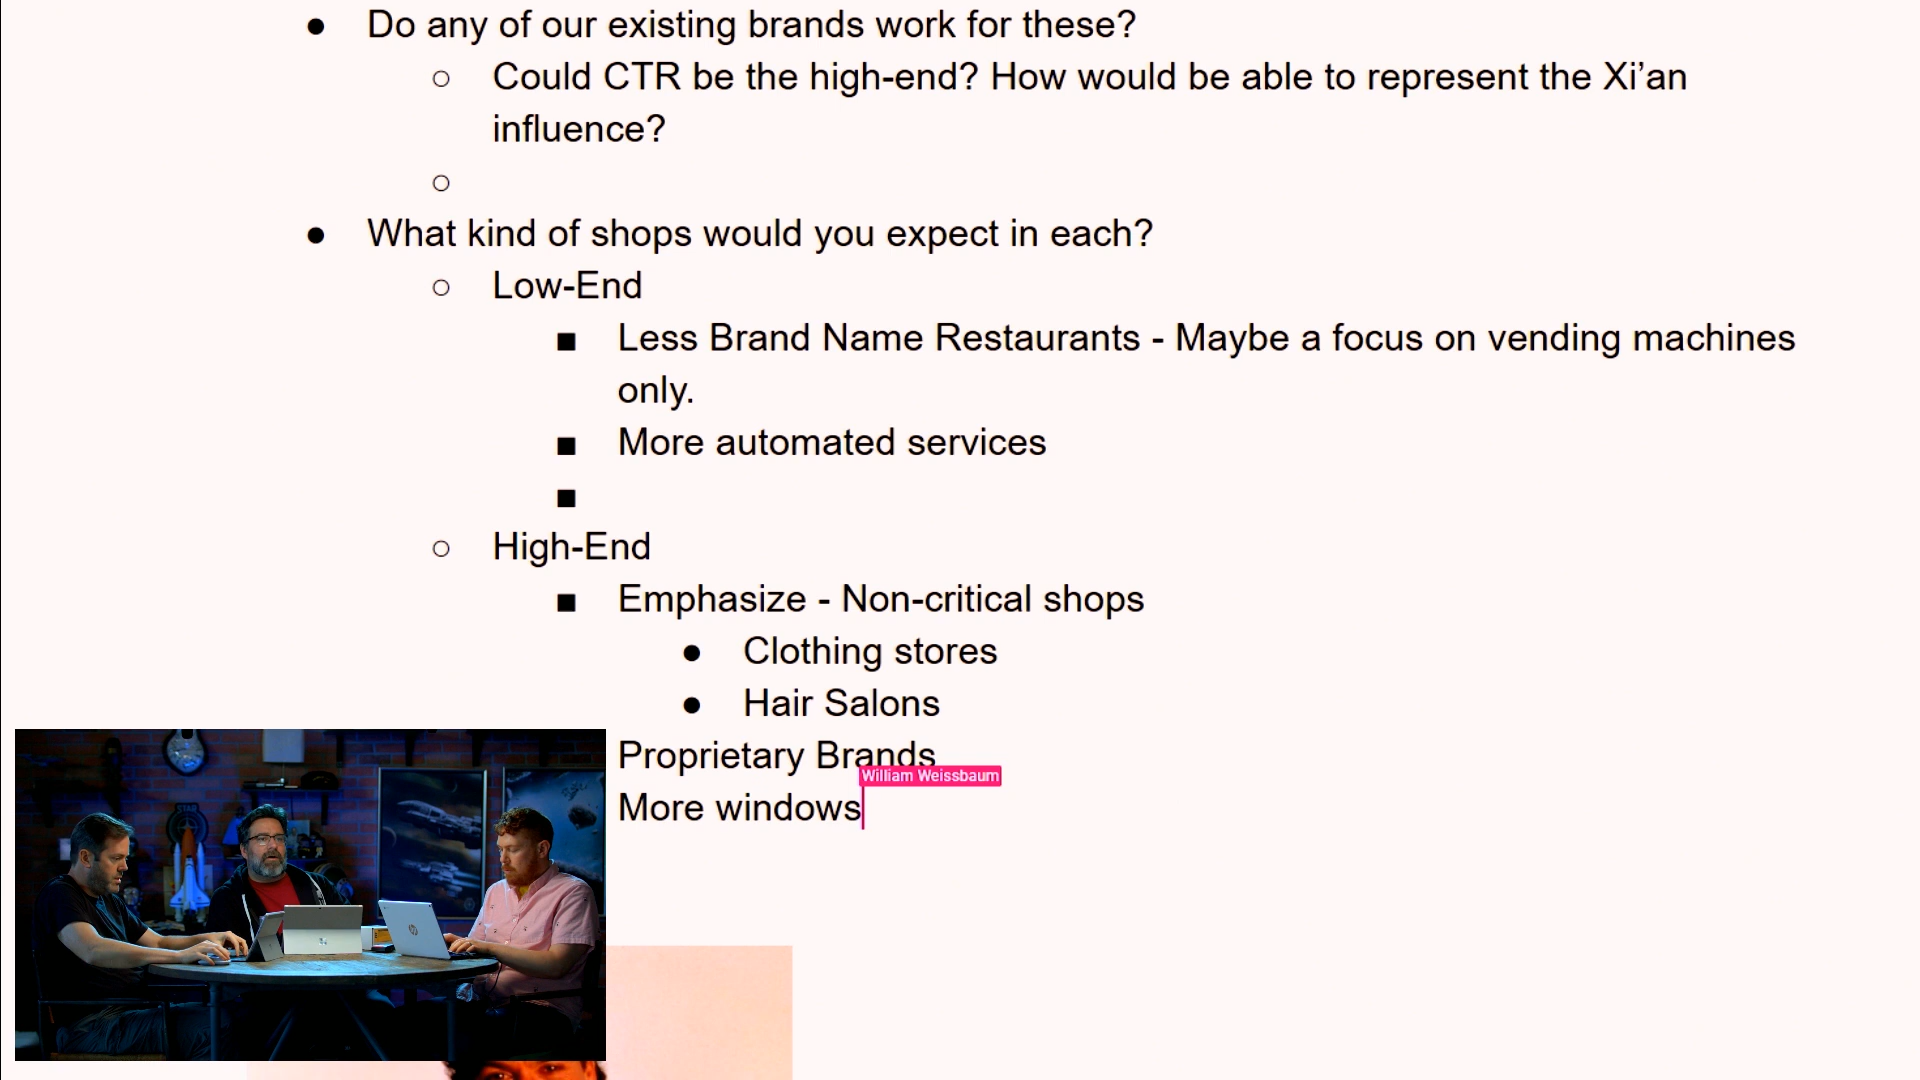 ● Do any of our existing brands work for these?
○ Could CTR be the high-end? How would be able to represent the Xi’an
influence?
○
● What kind of shops would you expect in each?
○ Low-End
■ Less Brand Name Restaurants - Maybe a focus on vending machines
only.
■ More automated services
■
○ High-End
■ Emphasize - Non-critical shops
● Clothing stores
● Hair Salons
Proprietary Brands
William Weissbaum
More windows
STAR
hp